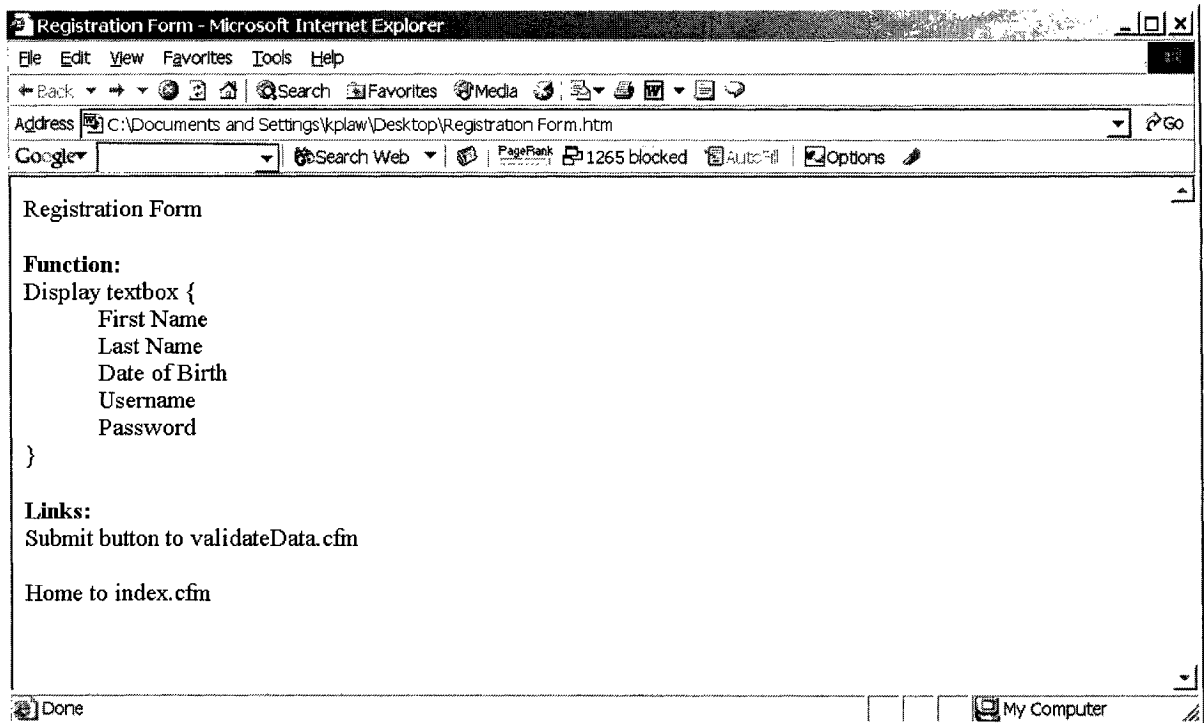 Registration Form - Microsoft Internet Explorer
File Edit View Favorites Tools Help
Back Search Favorites Media
Address C:\Documents and Settings\kplaw\Desktop\Registration Form.htm Go
Google Search Web PageRank 1265 blocked AutoFill Options
Registration Form
Function:
Display textbox {
First Name
Last Name
Date of Birth
Username
Password
}
Links:
Submit button to validateData.cfm
Home to index.cfm
Done My Computer